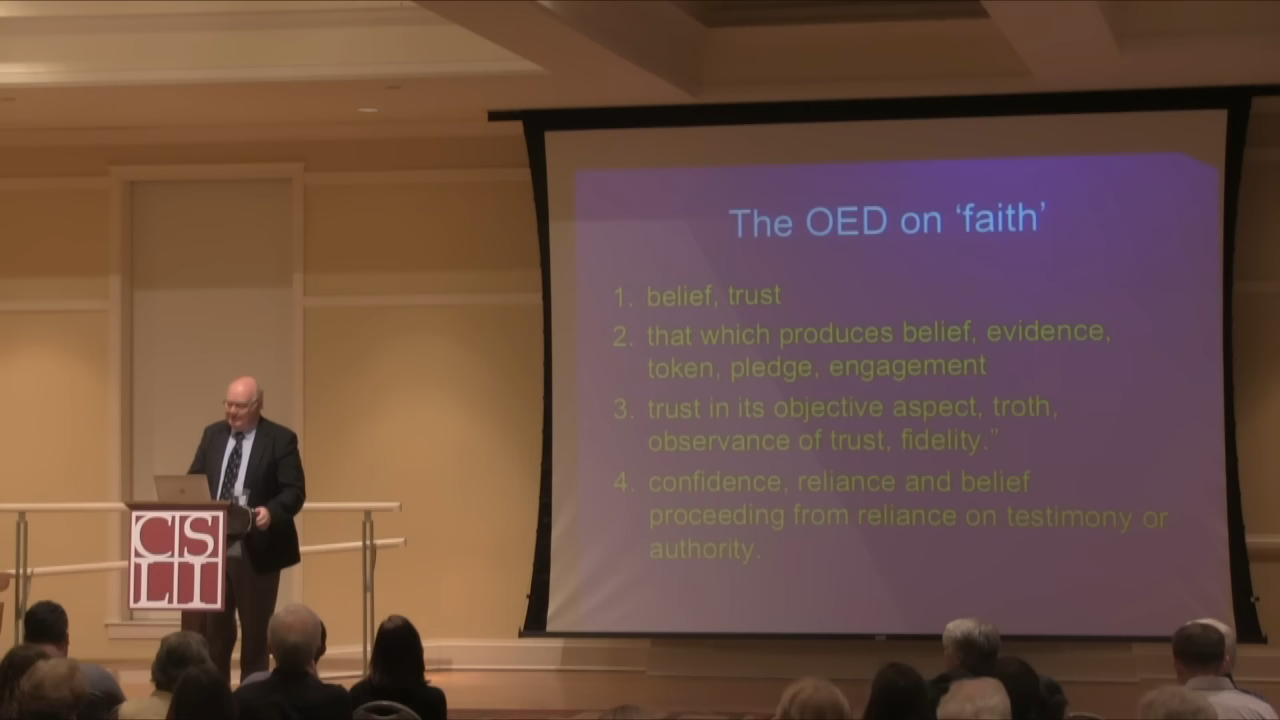 The OED on ‘faith’
1. belief, trust
2. that which produces belief, evidence,
token, pledge, engagement
3. trust in its objective aspect, troth,
observance of trust, fidelity.”
4. confidence, reliance and belief
proceeding from reliance on testimony or
authority.
CS
LI